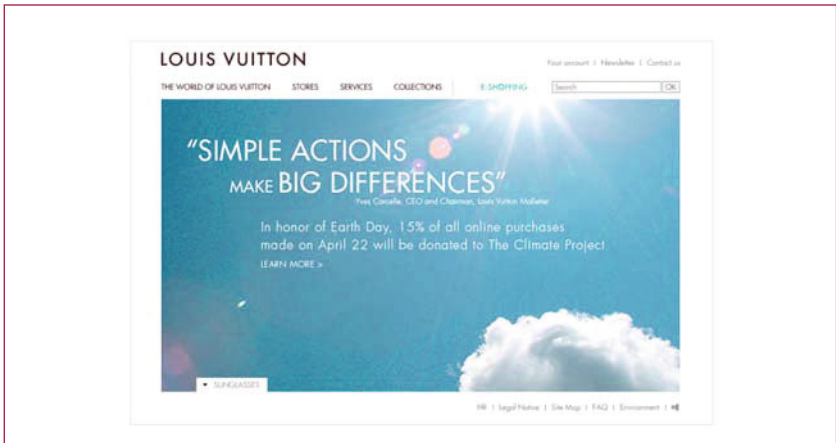 LOUIS VUITTON
Your account | Newsletter | Contact us
THE WORLD OF LOUIS VUITTON STORES SERVICES COLLECTIONS E-SHOPPING Search OK
“SIMPLE ACTIONS
MAKE BIG DIFFERENCES”
Yves Carcelle, CEO and Chairman, Louis Vuitton Malletier
In honor of Earth Day, 15% of all online purchases
made on April 22 will be donated to The Climate Project
LEARN MORE >
SUNGLASSES
HR | Legal Notice | Site Map | FAQ | Environment |